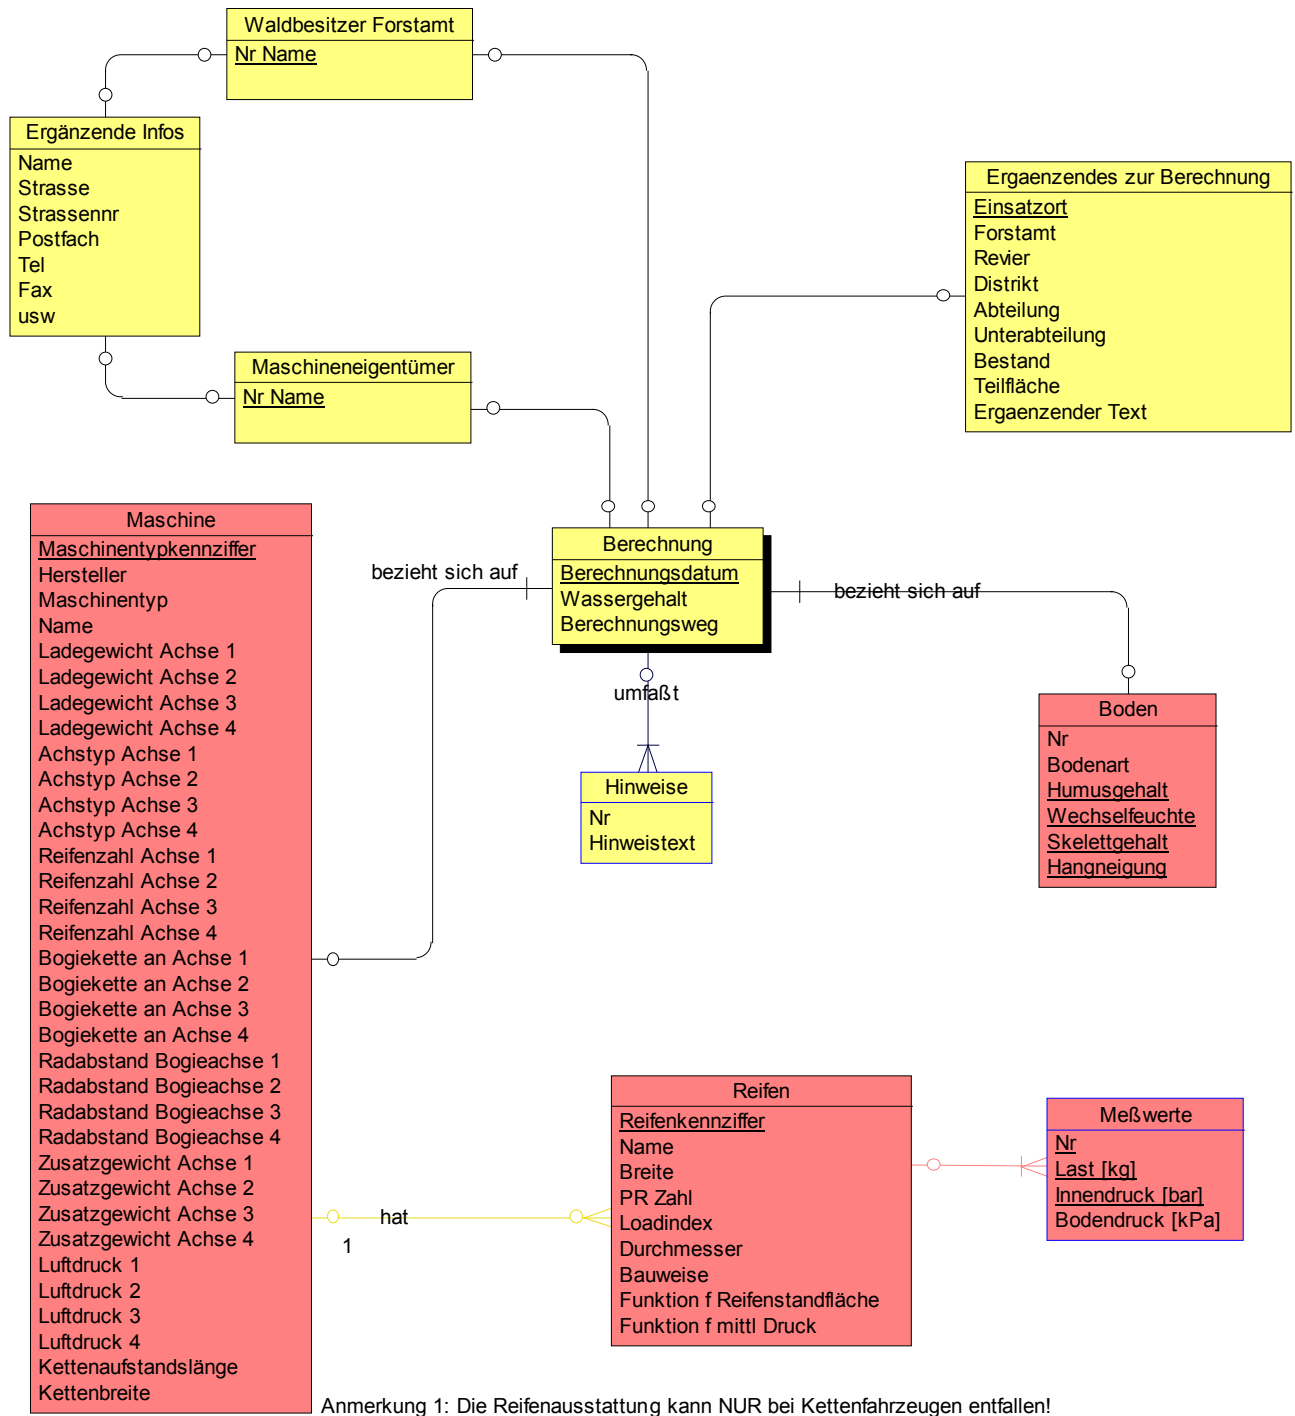 Waldbesitzer Forstamt
Nr Name
Ergänzende Infos
Name
Strasse
Strassennr
Postfach
Tel
Fax
usw
Maschineneigentümer
Nr Name
Ergaenzendes zur Berechnung
Einsatzort
Forstamt
Revier
Distrikt
Abteilung
Unterabteilung
Bestand
Teilfläche
Ergaenzender Text
Berechnung
Berechnungsdatum
Wassergehalt
Berechnungsweg
bezieht sich auf
bezieht sich auf
umfaßt
Hinweise
Nr
Hinweistext
Boden
Nr
Bodenart
Humusgehalt
Wechselfeuchte
Skelettgehalt
Hangneigung
Maschine
Maschinentypkennziffer
Hersteller
Maschinentyp
Name
Ladegewicht Achse 1
Ladegewicht Achse 2
Ladegewicht Achse 3
Ladegewicht Achse 4
Achstyp Achse 1
Achstyp Achse 2
Achstyp Achse 3
Achstyp Achse 4
Reifenzahl Achse 1
Reifenzahl Achse 2
Reifenzahl Achse 3
Reifenzahl Achse 4
Bogiekette an Achse 1
Bogiekette an Achse 2
Bogiekette an Achse 3
Bogiekette an Achse 4
Radabstand Bogieachse 1
Radabstand Bogieachse 2
Radabstand Bogieachse 3
Radabstand Bogieachse 4
Zusatzgewicht Achse 1
Zusatzgewicht Achse 2
Zusatzgewicht Achse 3
Zusatzgewicht Achse 4
Luftdruck 1
Luftdruck 2
Luftdruck 3
Luftdruck 4
Kettenaufstandslänge
Kettenbreite
hat
1
Reifen
Reifenkennziffer
Name
Breite
PR Zahl
Loadindex
Durchmesser
Bauweise
Funktion f Reifenstandfläche
Funktion f mittl Druck
Meßwerte
Nr
Last [kg]
Innendruck [bar]
Bodendruck [kPa]
Anmerkung 1: Die Reifenausstattung kann NUR bei Kettenfahrzeugen entfallen!